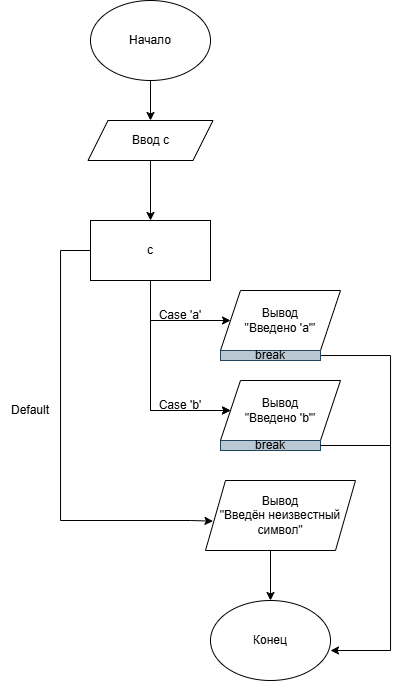 Начало
Ввод c
c
Case 'a'
Вывод
"Введено 'a'"
break
Case 'b'
Вывод
"Введено 'b'"
break
Default
Вывод
"Введён неизвестный
символ"
Конец